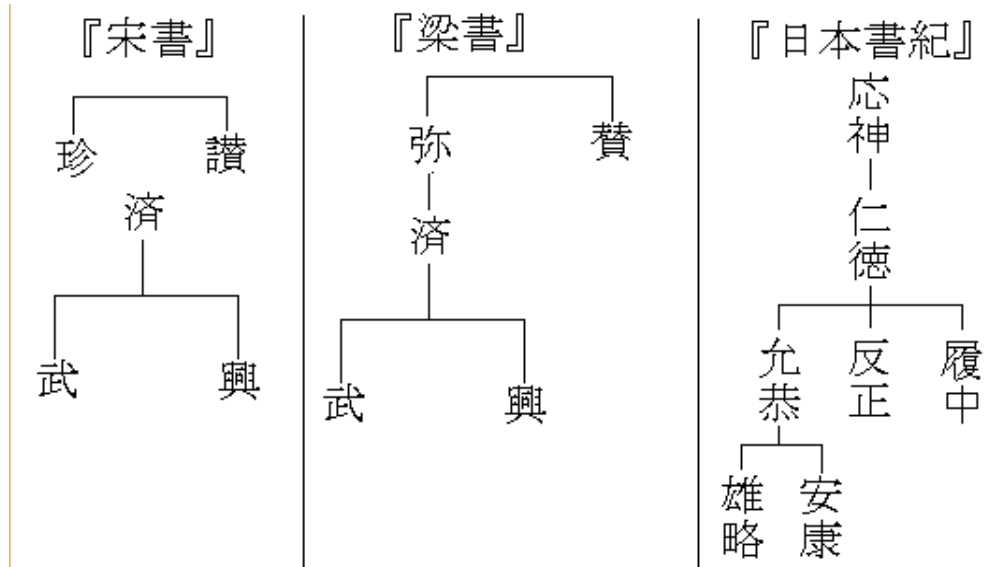 『宋書』
珍 讃
済
武 興
『梁書』
弥 賛
済
武 興
『日本書紀』
応神
仁徳
允恭 反正 履中
雄略 安康